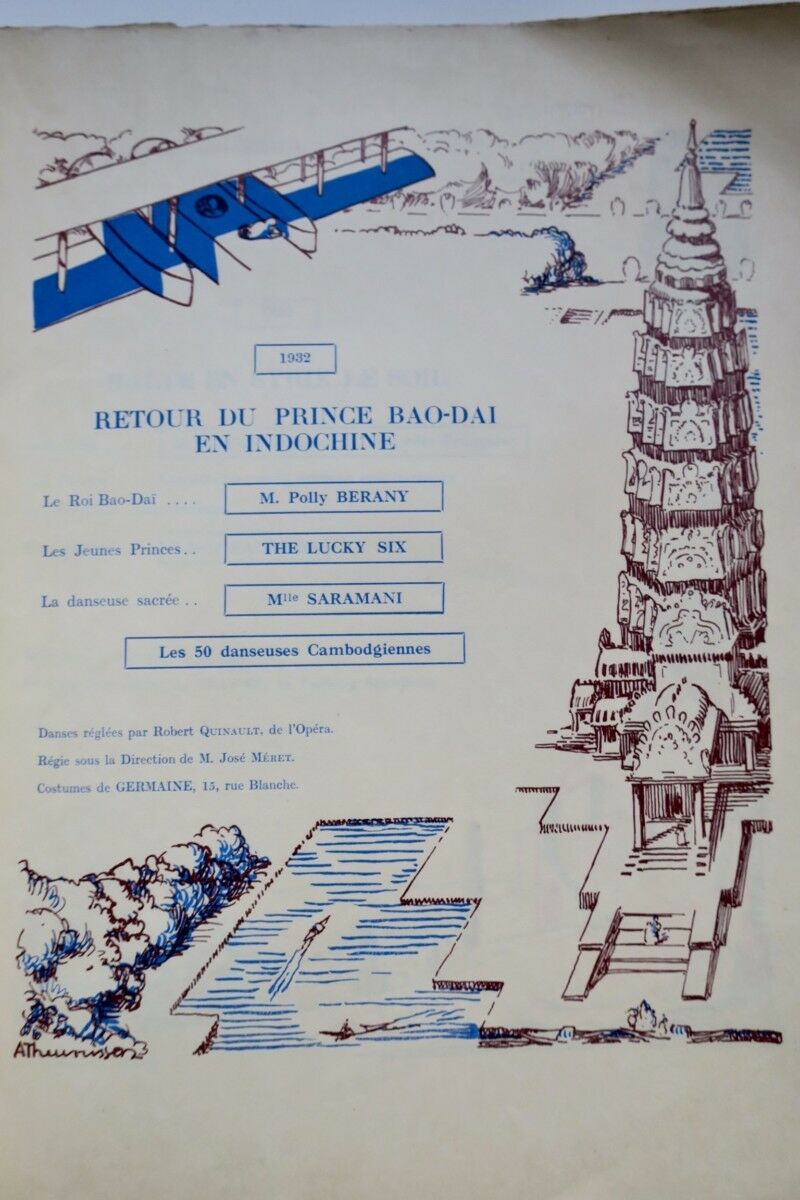 1932
RETOUR DU PRINCE BAO-DAI
EN INDOCHINE
Le Roi Bao-Daï .... M. Polly BERANY
Les Jeunes Princes.. THE LUCKY SIX
La danseuse sacrée .. Mlle SARAMANI
Les 50 danseuses Cambodgiennes
Danses réglées par Robert QUINAULT, de l'Opéra.
Régie sous la Direction de M. José MÉRET.
Costumes de GERMAINE, 15, rue Blanche.